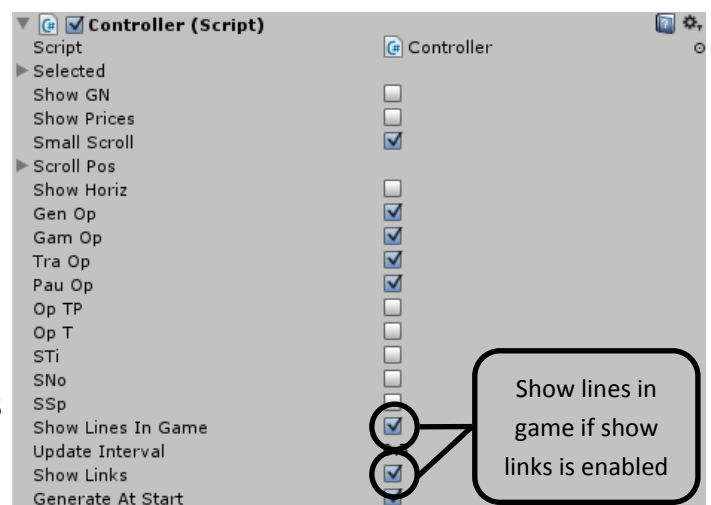 Controller (Script)
Script Controller
Selected
Show GN
Show Prices
Small Scroll
Scroll Pos
Show Horiz
Gen Op
Gam Op
Tra Op
Pau Op
Op TP
Op T
STi
SNo
SSp
Show Lines In Game
Update Interval
Show Links
Generate At Start
Show lines in
game if show
links is enabled